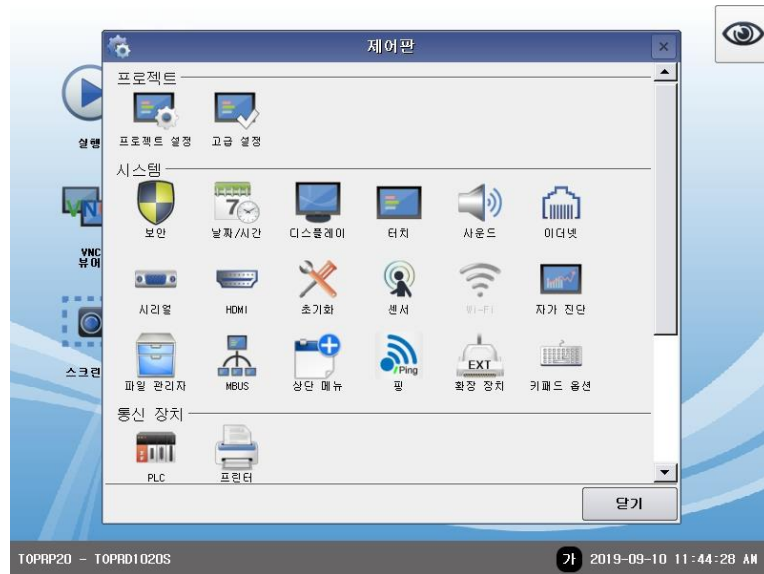 제어판
프로젝트
프로젝트 설정 고급 설정
실행
시스템
7
보안 날짜/시간 디스플레이 터치 사운드 이더넷
VNC
뷰어
시리얼 HDMI 초기화 센서 Wi-Fi 자가 진단
Ping
EXT
스크린
파일 관리자 MBUS 상단 메뉴 핑 확장 장치 키패드 옵션
통신 장치
PLC 프린터
닫기
TOPRP20 - TOPRD1020S 가 2019-09-10 11:44:28 AM